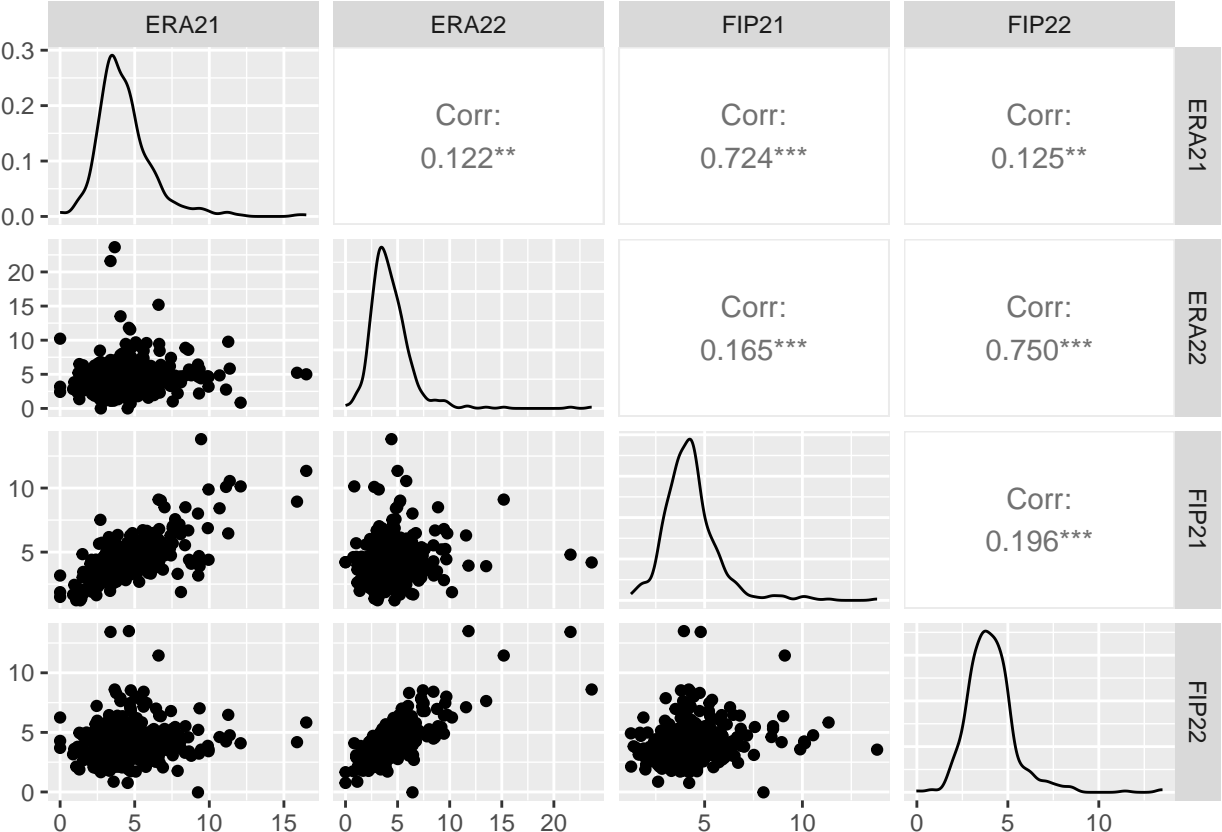 ERA21 ERA22 FIP21 FIP22
0.3
0.2
0.1
0.0
Corr:
0.122**
Corr:
0.724***
Corr:
0.125**
ERA21
20
15
10
5
0
Corr:
0.165***
Corr:
0.750***
ERA22
10
5
Corr:
0.196***
FIP21
10
5
0
FIP22
0 5 10 15 0 5 10 15 20 5 10 0 5 10